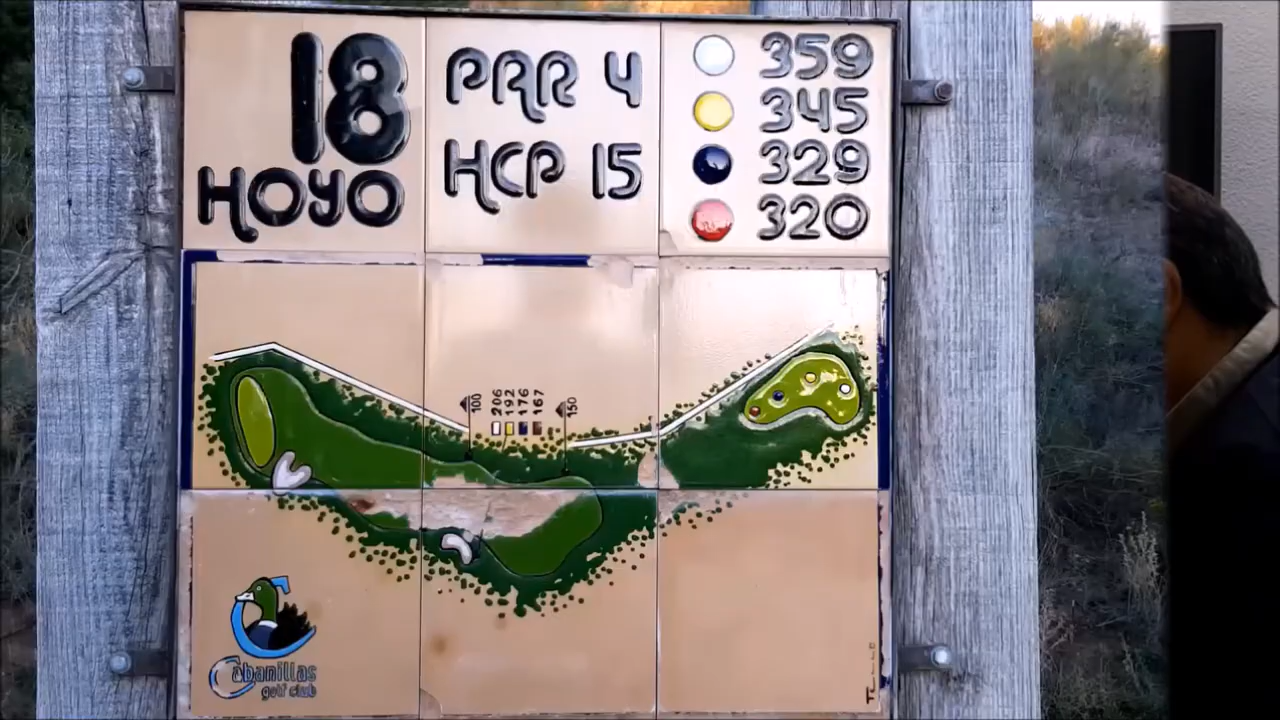 18
HOYO
PAR 4
HCP 15
359
345
329
320
100
206
192
176
167
150
Cabanillas
golf club